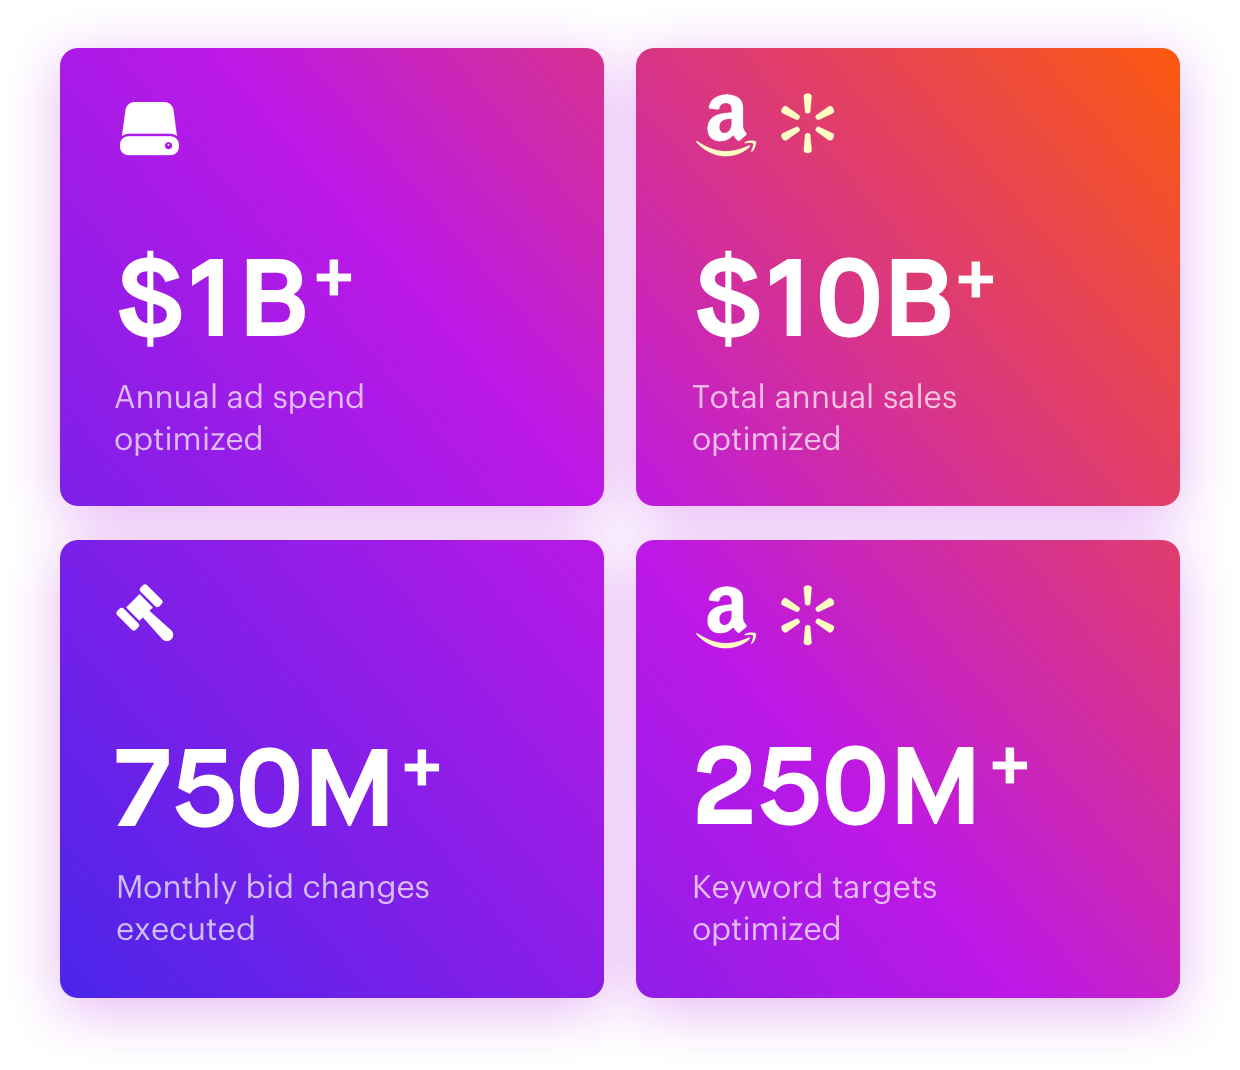 $1B+
Annual ad spend
optimized
$10B+
Total annual sales
optimized
750M+
Monthly bid changes
executed
250M+
Keyword targets
optimized